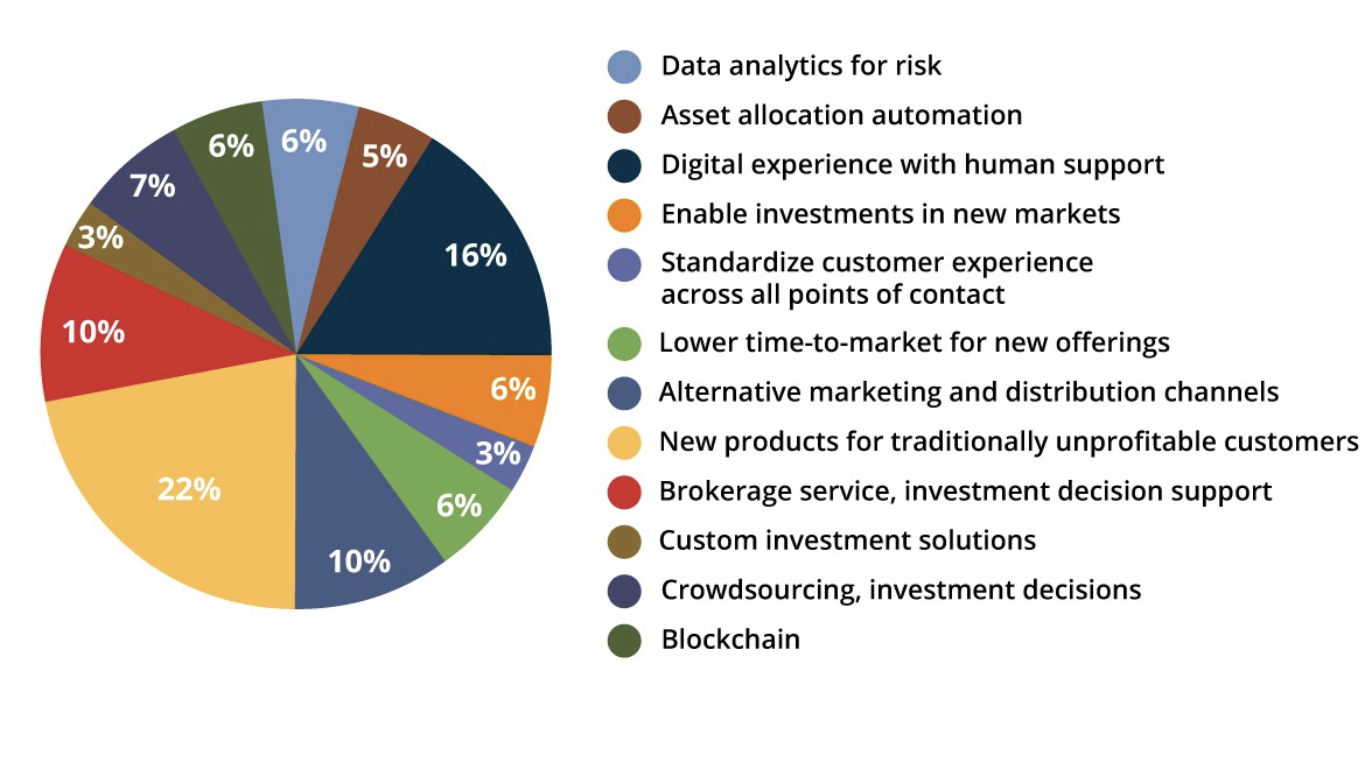 6%
5%
16%
6%
3%
6%
10%
22%
10%
3%
7%
6%
Data analytics for risk
Asset allocation automation
Digital experience with human support
Enable investments in new markets
Standardize customer experience
across all points of contact
Lower time-to-market for new offerings
Alternative marketing and distribution channels
New products for traditionally unprofitable customers
Brokerage service, investment decision support
Custom investment solutions
Crowdsourcing, investment decisions
Blockchain